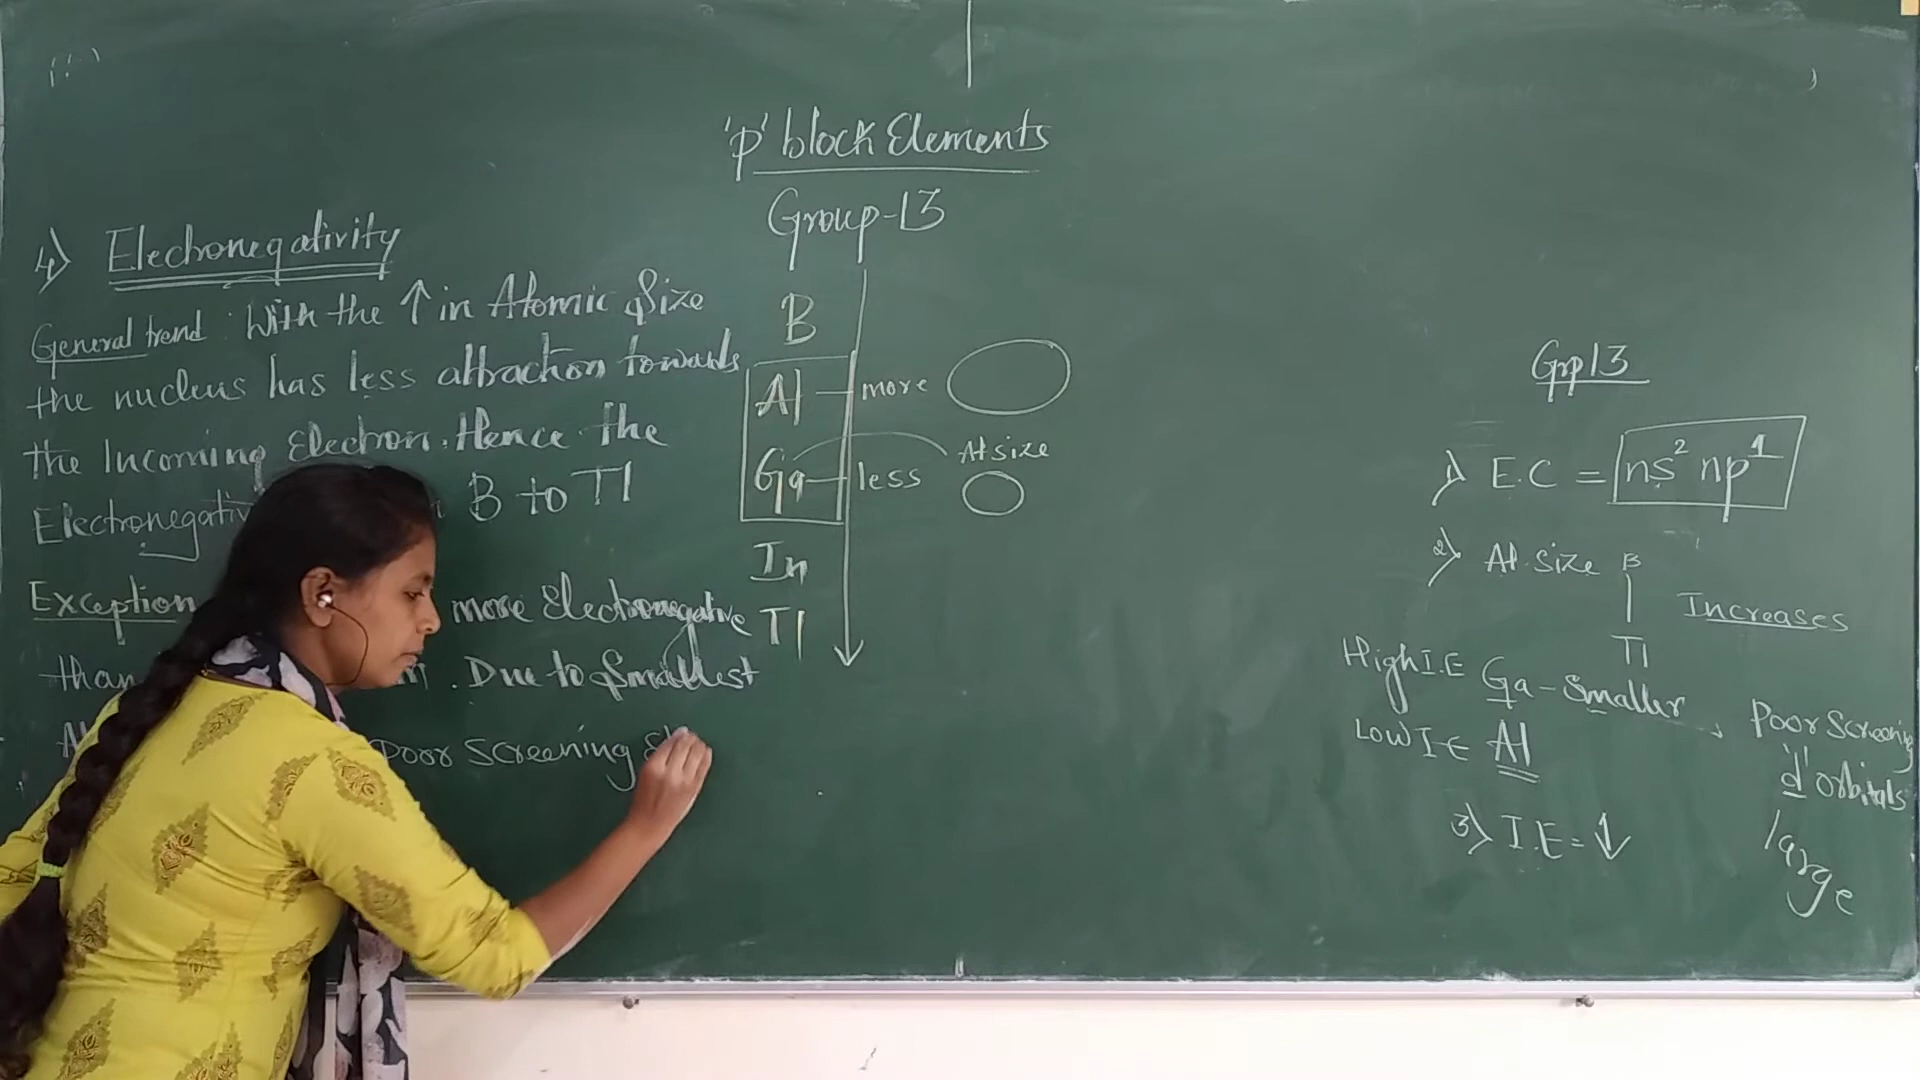 'p' block Elements
Group-13
4) Electronegativity
General trend : With the ↑ in Atomic Size
the nucleus has less attraction towards
the Incoming Electron. Hence the
Electronegativ B to Tl
Exception more Electronegative
than . Due to Smallest
Poor Screening
B
Al - more
At size
Ga - less
In
Tl
Grp 13
1) E.C = ns² np¹
2) At. Size B
Increases
Tl
High I.E Ga - Smaller
Low I.E Al
Poor Screening
'd' orbitals
large
3) I.E = ↓